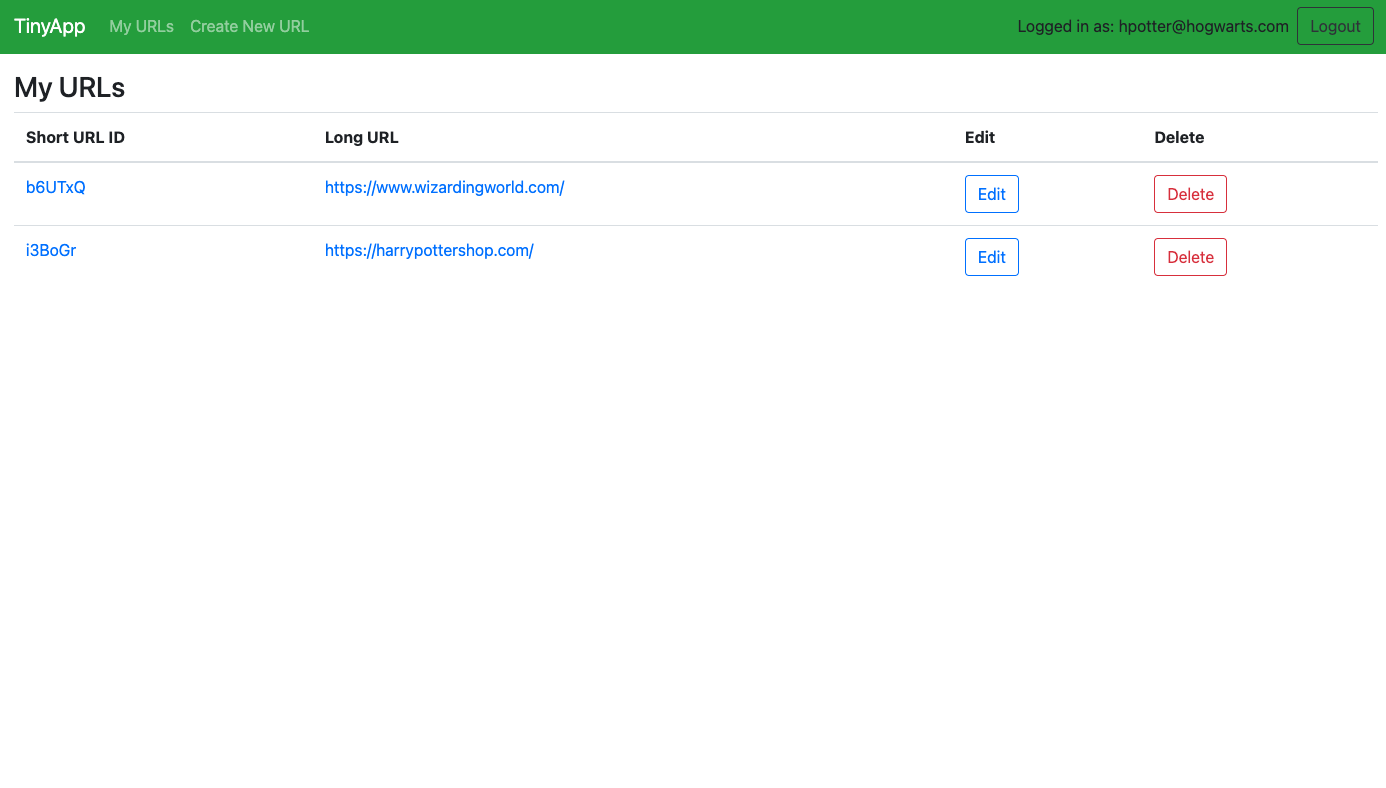 TinyApp My URLs Create New URL Logged in as: hpotter@hogwarts.com Logout
My URLs
Short URL ID Long URL Edit Delete
b6UTxQ https://www.wizardingworld.com/ Edit Delete
i3BoGr https://harrypottershop.com/ Edit Delete